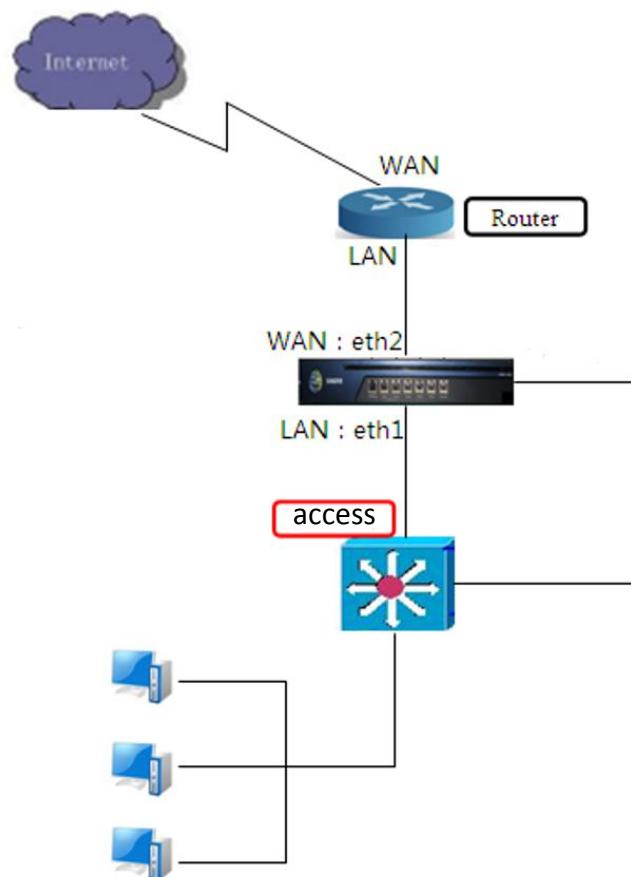 Internet
WAN
Router
LAN
WAN : eth2
LAN : eth1
access